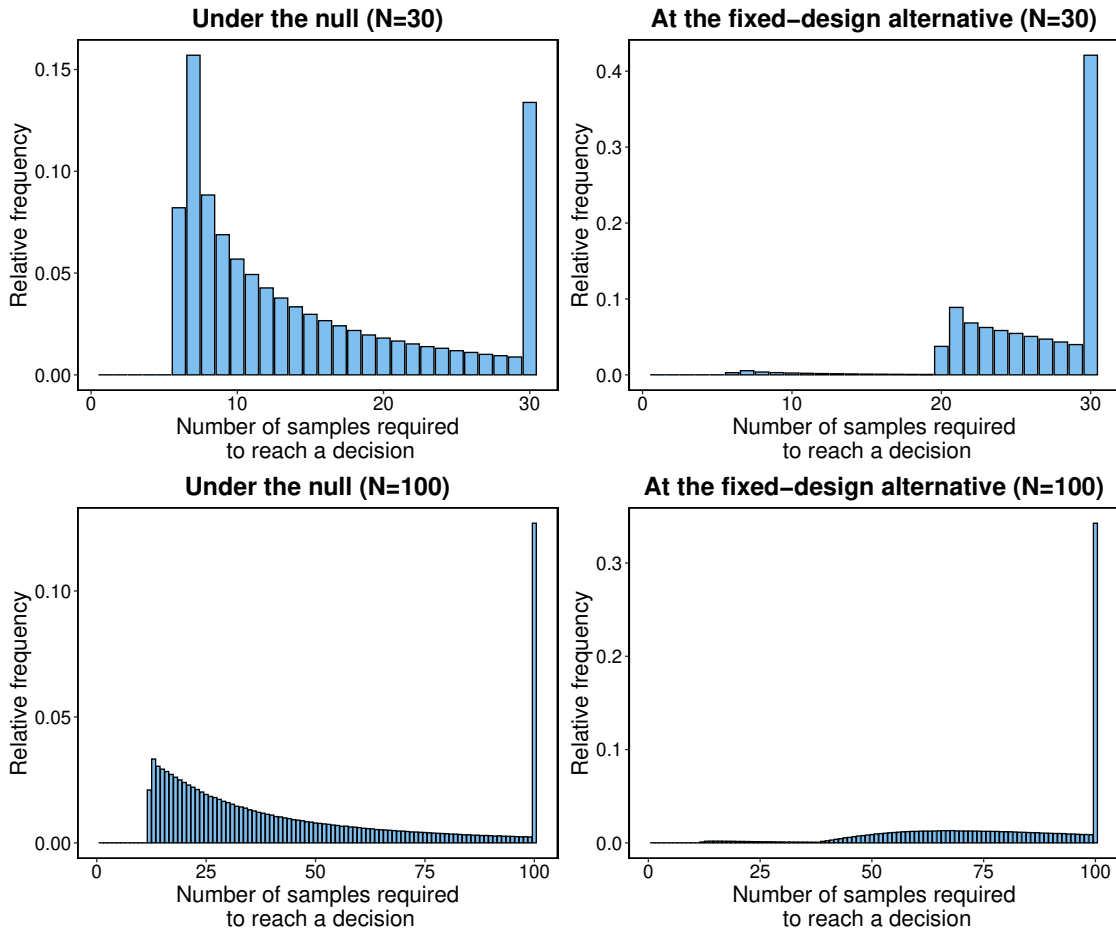 Under the null (N=30)
Relative frequency
0.15
0.10
0.05
0.00
0 10 20 30
Number of samples required
to reach a decision
At the fixed−design alternative (N=30)
Relative frequency
0.4
0.3
0.2
0.1
0.0
0 10 20 30
Number of samples required
to reach a decision
Under the null (N=100)
Relative frequency
0.10
0.05
0.00
0 25 50 75 100
Number of samples required
to reach a decision
At the fixed−design alternative (N=100)
Relative frequency
0.3
0.2
0.1
0.0
0 25 50 75 100
Number of samples required
to reach a decision